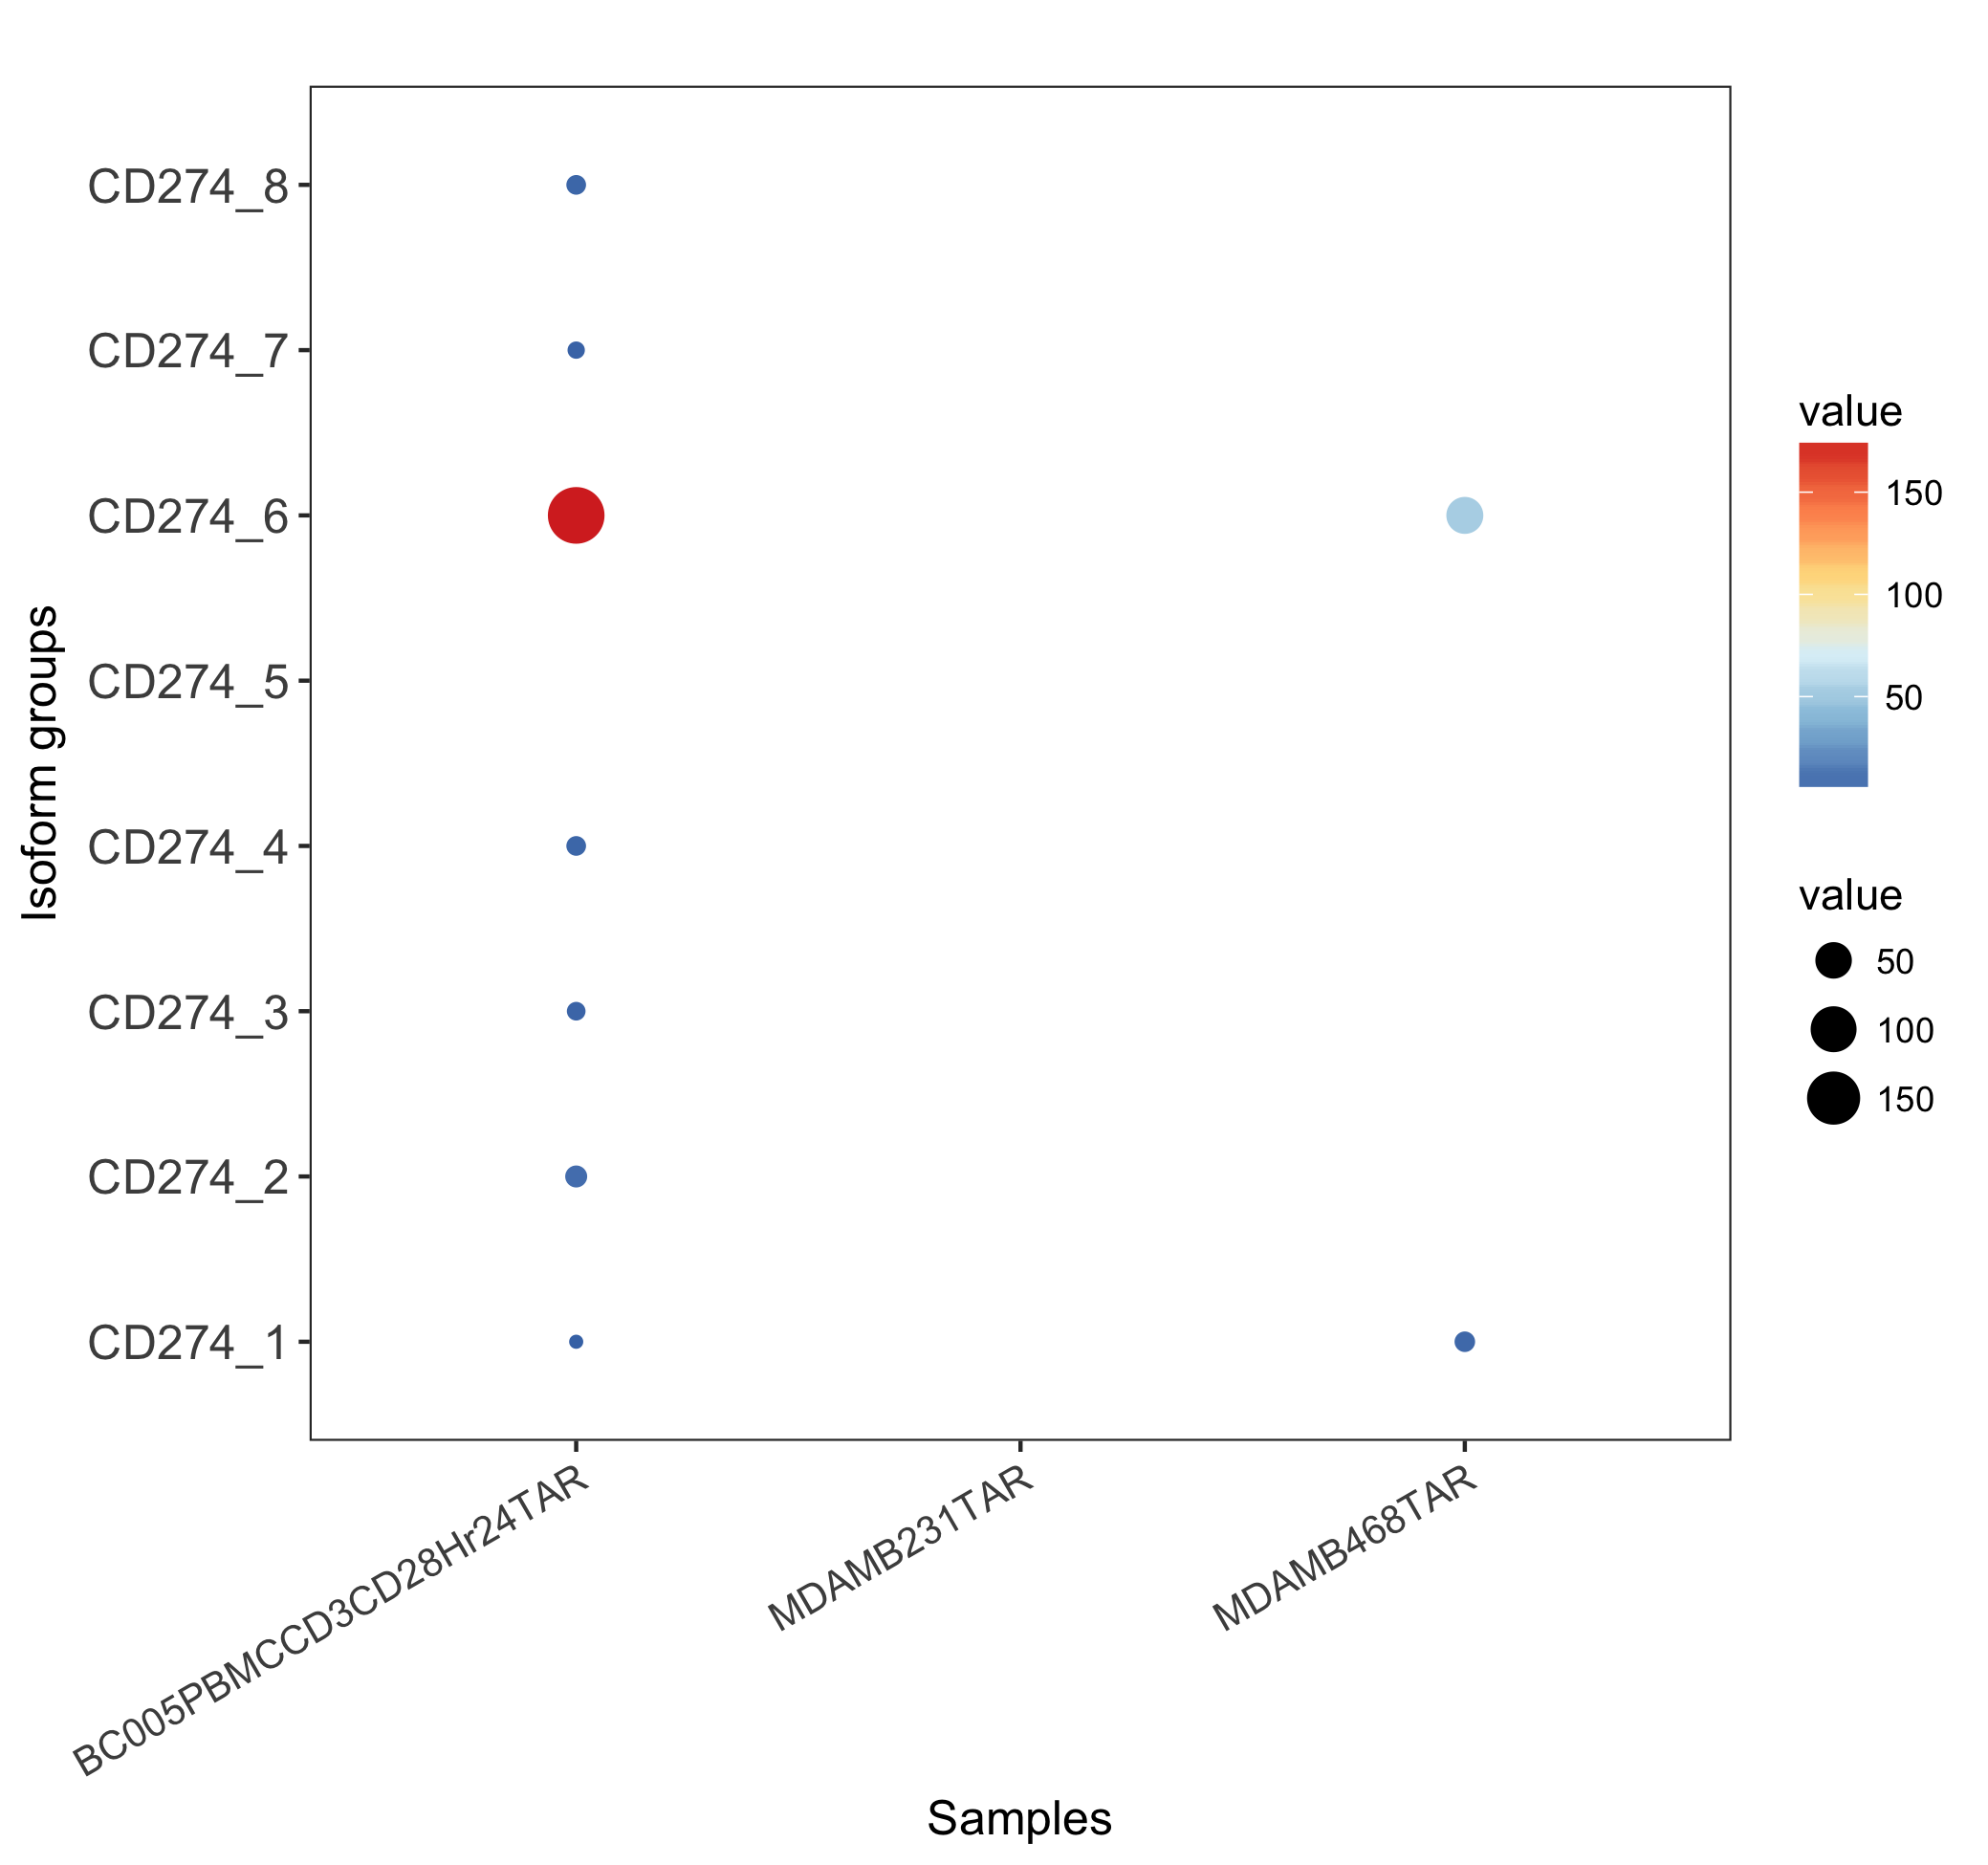 CD274_8
CD274_7
CD274_6
CD274_5
CD274_4
CD274_3
CD274_2
CD274_1
Isoform groups
BC005PBMCCD3CD28Hr24TAR
MDAMB231TAR
MDAMB468TAR
Samples
value
150
100
50
value
50
100
150